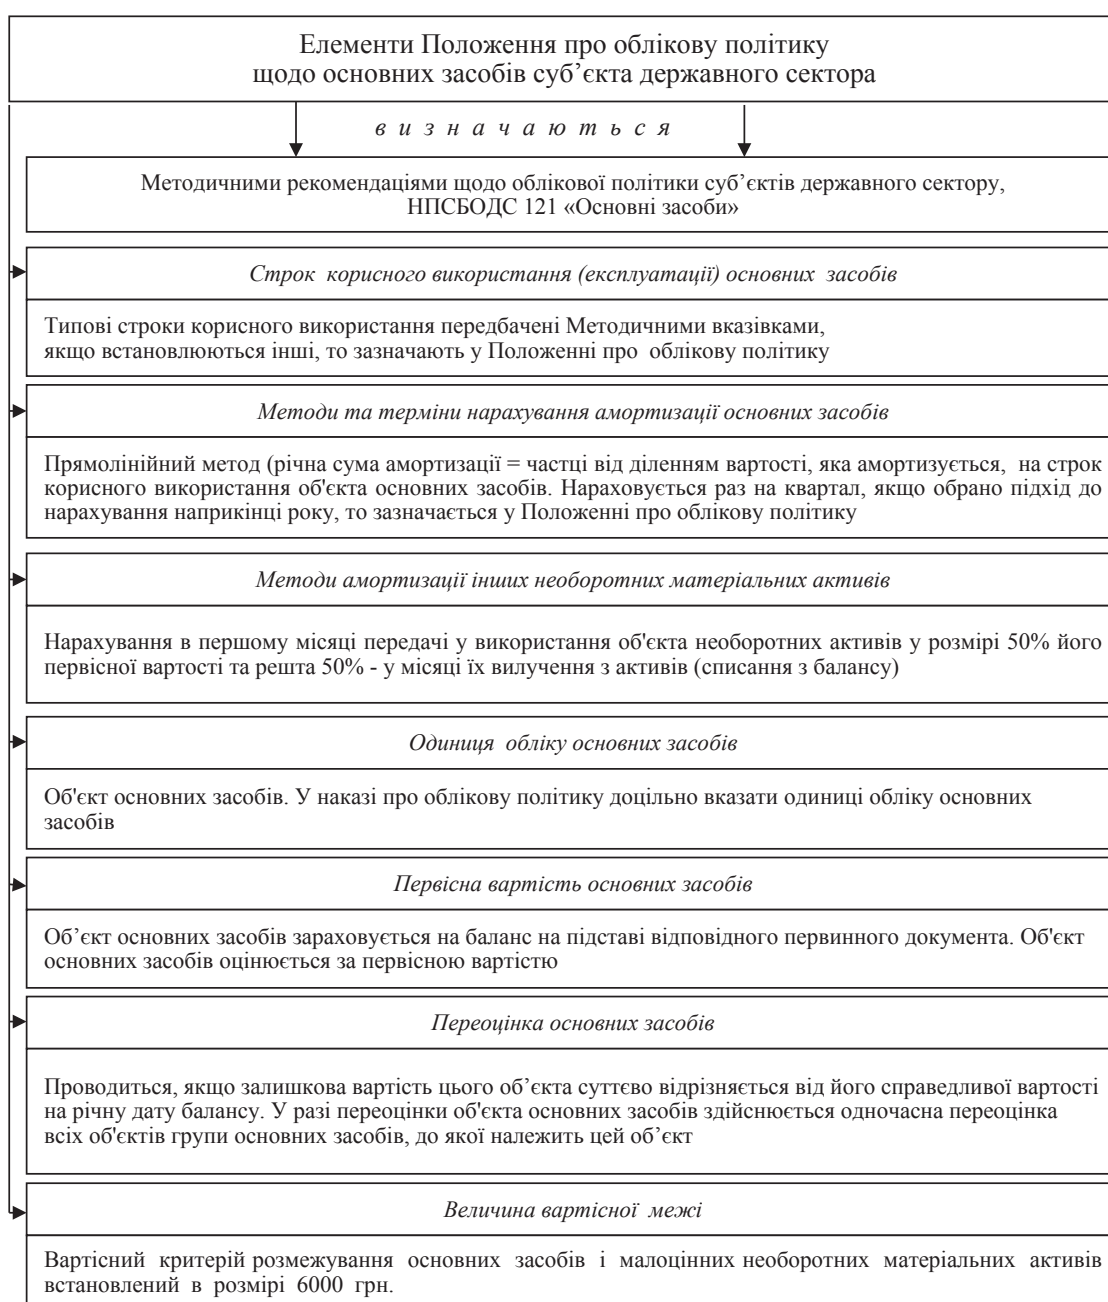 Елементи Положення про облікову політику
щодо основних засобів суб’єкта державного сектора
визначаються
Методичними рекомендаціями щодо облікової політики суб’єктів державного сектору,
НПСБОДС 121 «Основні засоби»
Строк корисного використання (експлуатації) основних засобів
Типові строки корисного використання передбачені Методичними вказівками,
якщо встановлюються інші, то зазначають у Положенні про облікову політику
Методи та терміни нарахування амортизації основних засобів
Прямолінійний метод (річна сума амортизації = частці від діленням вартості, яка амортизується, на строк
корисного використання об'єкта основних засобів. Нараховується раз на квартал, якщо обрано підхід до
нарахування наприкінці року, то зазначається у Положенні про облікову політику
Методи амортизації інших необоротних матеріальних активів
Нарахування в першому місяці передачі у використання об'єкта необоротних активів у розмірі 50% його
первісної вартості та решта 50% - у місяці їх вилучення з активів (списання з балансу)
Одиниця обліку основних засобів
Об'єкт основних засобів. У наказі про облікову політику доцільно вказати одиниці обліку основних
засобів
Первісна вартість основних засобів
Об’єкт основних засобів зараховується на баланс на підставі відповідного первинного документа. Об'єкт
основних засобів оцінюється за первісною вартістю
Переоцінка основних засобів
Проводиться, якщо залишкова вартість цього об’єкта суттєво відрізняється від його справедливої вартості
на річну дату балансу. У разі переоцінки об'єкта основних засобів здійснюється одночасна переоцінка
всіх об'єктів групи основних засобів, до якої належить цей об’єкт
Величина вартісної межі
Вартісний критерій розмежування основних засобів і малоцінних необоротних матеріальних активів
встановлений в розмірі 6000 грн.